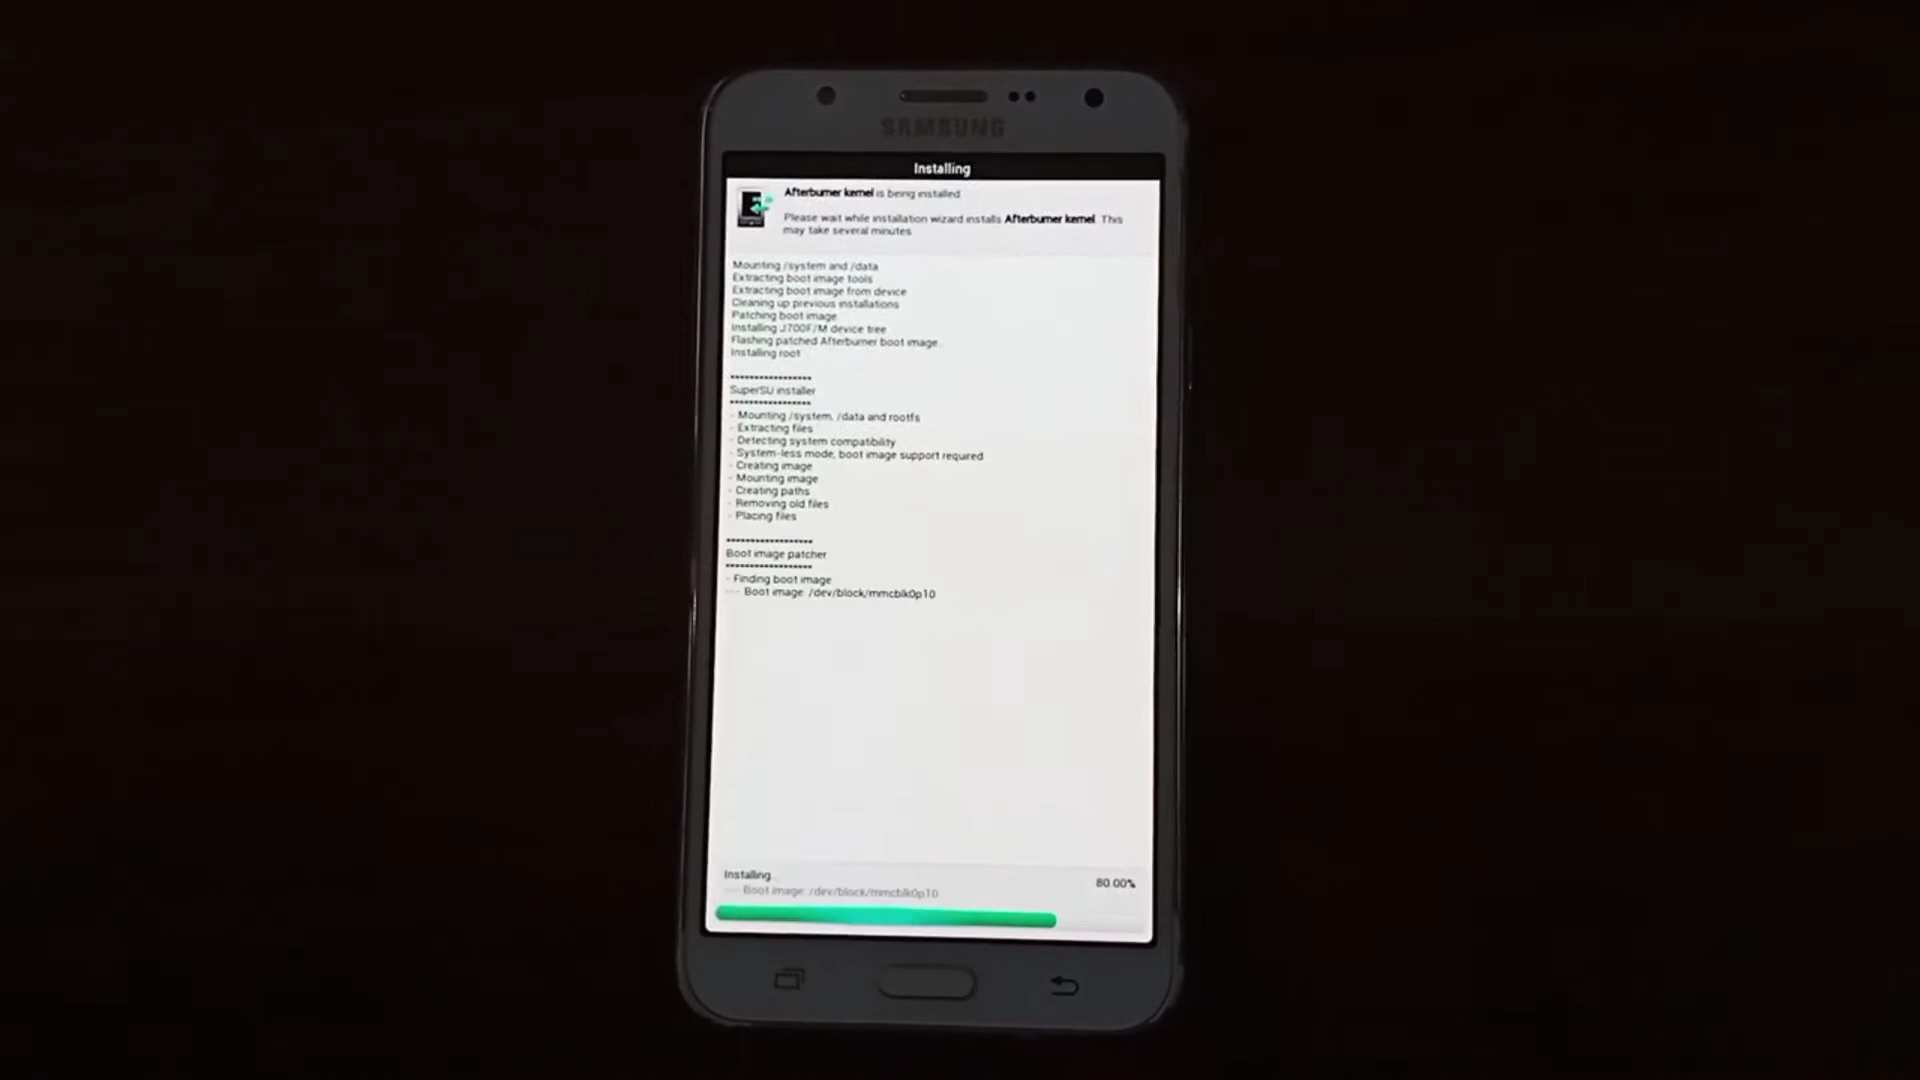 SAMSUNG
Installing
Afterburner kernel is being installed
Please wait while installation wizard installs Afterburner kernel. This
may take several minutes
Mounting /system and /data
Extracting boot image tools
Extracting boot image from device
Cleaning up previous installations
Patching boot image
Installing J700F/M device tree
Flashing patched Afterburner boot image..
Installing root
*****************
SuperSU installer
*****************
- Mounting /system, /data and rootfs
- Extracting files
- Detecting system compatibility
- System-less mode, boot image support required
- Creating image
- Mounting image
- Creating paths
- Removing old files
- Placing files
******************
Boot image patcher
******************
- Finding boot image
---- Boot image: /dev/block/mmcblk0p10
Installing...
80.00%
---- Boot image: /dev/block/mmcblk0p10